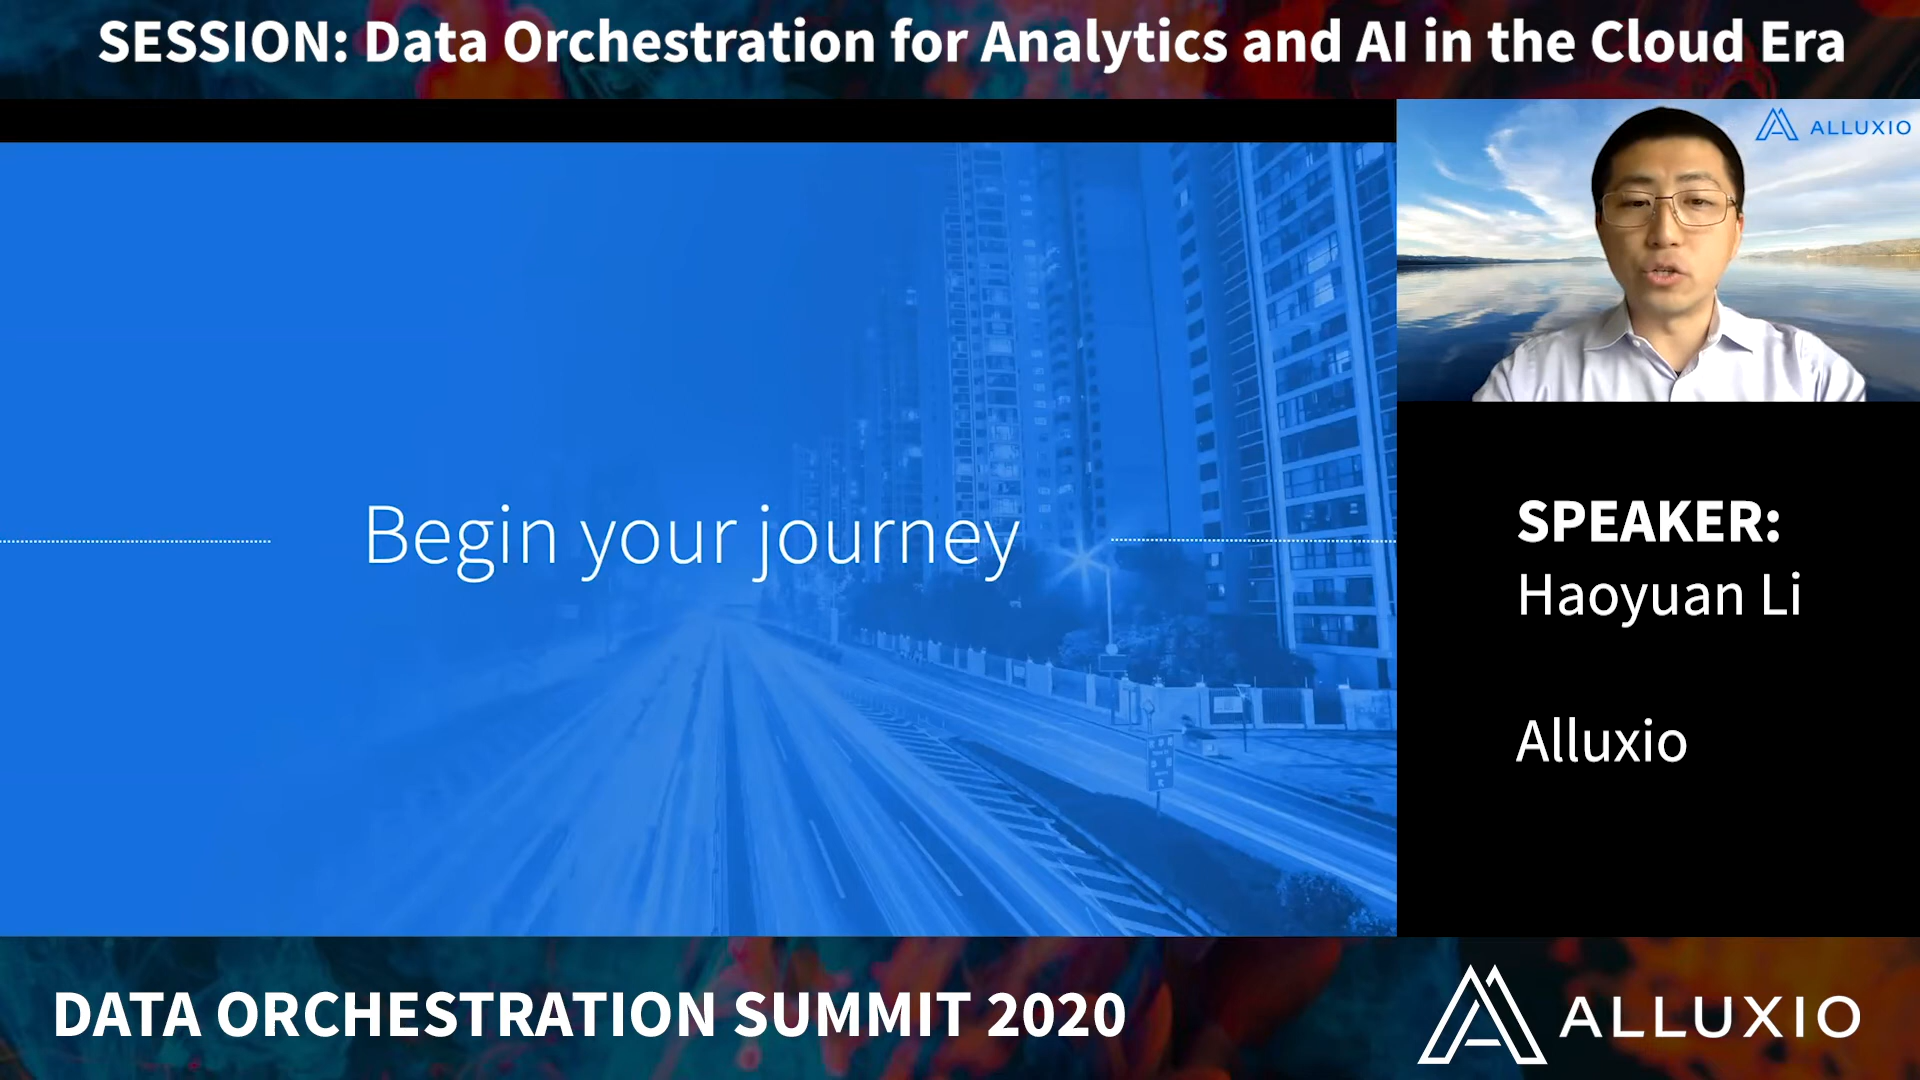 SESSION: Data Orchestration for Analytics and AI in the Cloud Era
ALLUXIO
Begin your journey
SPEAKER:
Haoyuan Li
Alluxio
DATA ORCHESTRATION SUMMIT 2020
ALLUXIO